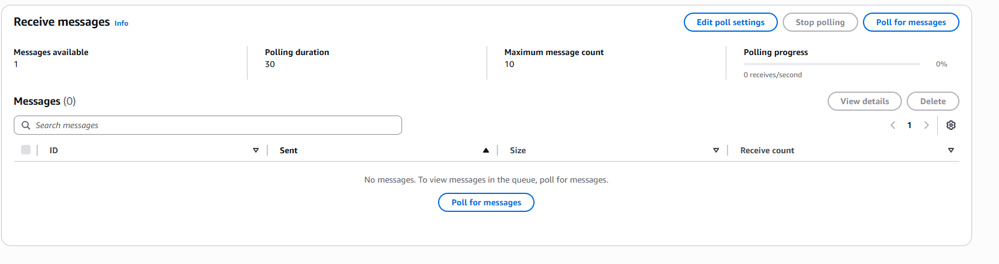 Receive messages Info
Edit poll settings
Stop polling
Poll for messages
Messages available
1
Polling duration
30
Maximum message count
10
Polling progress
0%
0 receives/second
Messages (0)
View details
Delete
Search messages
1
ID
Sent
Size
Receive count
No messages. To view messages in the queue, poll for messages.
Poll for messages